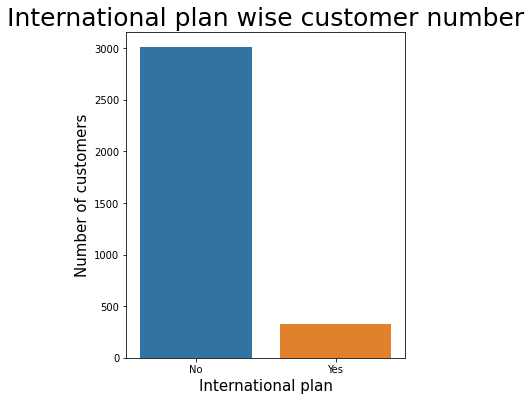 International plan wise customer number
3000
2500
2000
1500
1000
500
0
Number of customers
No Yes
International plan